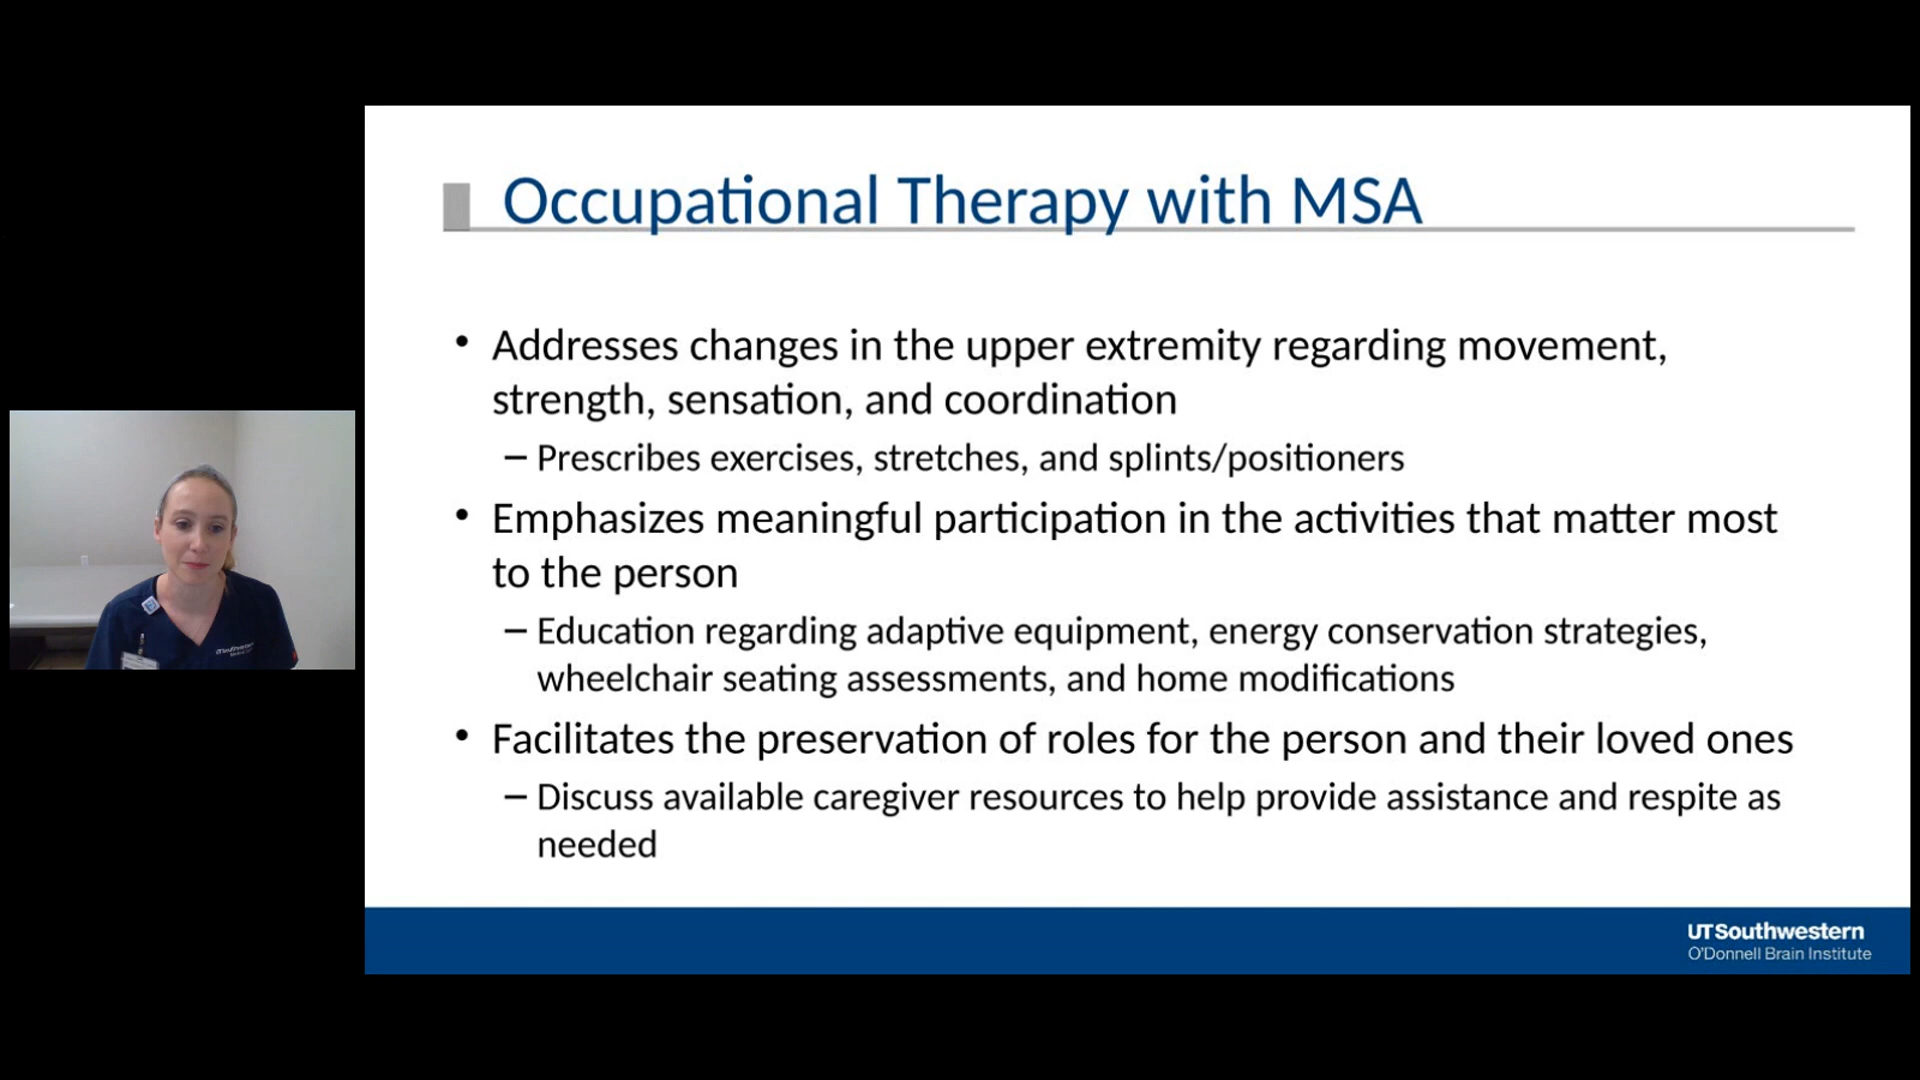 Occupational Therapy with MSA
• Addresses changes in the upper extremity regarding movement,
strength, sensation, and coordination
– Prescribes exercises, stretches, and splints/positioners
• Emphasizes meaningful participation in the activities that matter most
to the person
– Education regarding adaptive equipment, energy conservation strategies,
wheelchair seating assessments, and home modifications
• Facilitates the preservation of roles for the person and their loved ones
– Discuss available caregiver resources to help provide assistance and respite as
needed
UTSouthwestern
O'Donnell Brain Institute